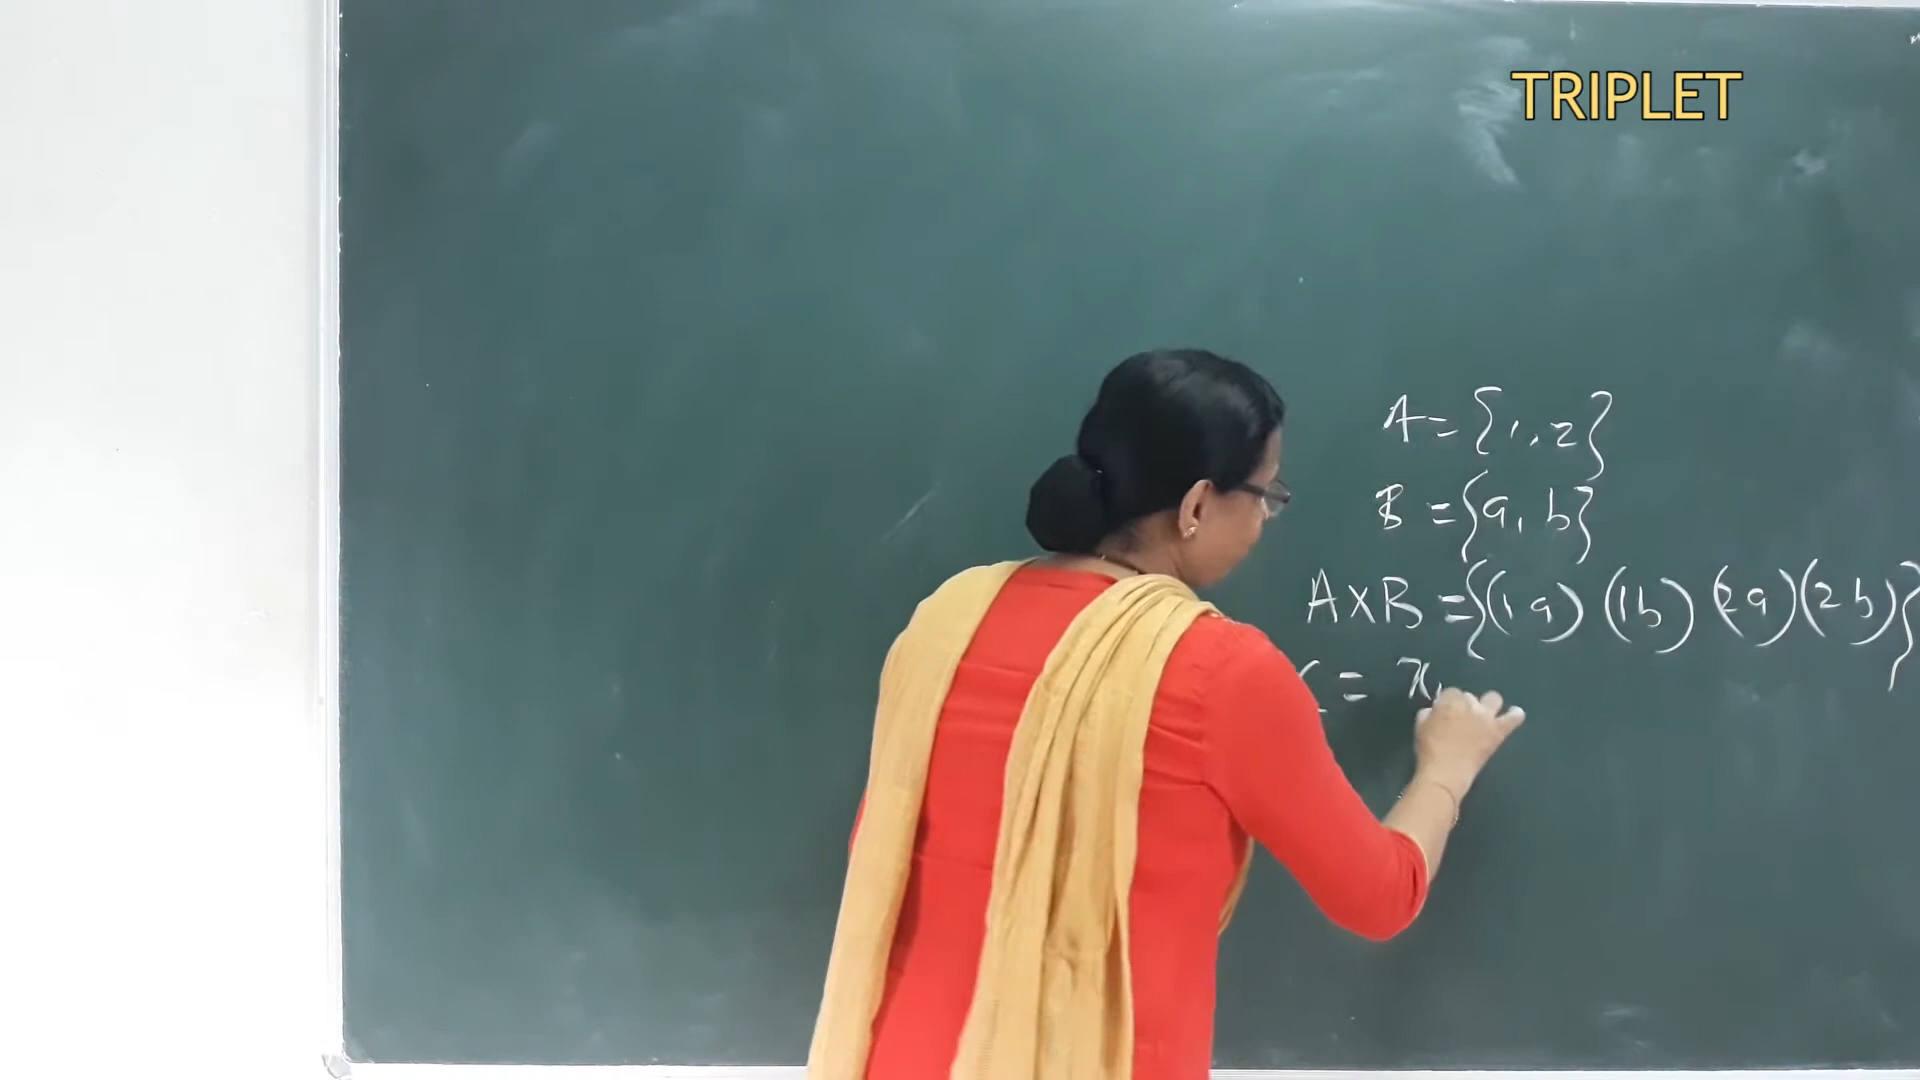 TRIPLET
A = {1, 2}
B = {a, b}
A×B = {(1 a) (1 b) (2 a) (2 b)}
= x,